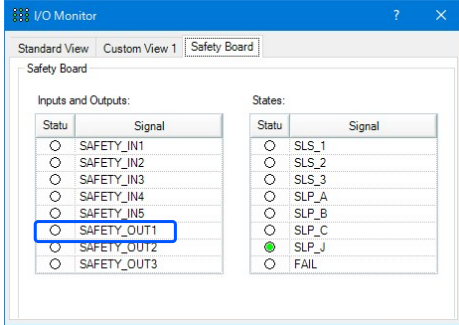 I/O Monitor ? ×
Standard View Custom View 1 Safety Board
Safety Board
Inputs and Outputs: States:
Statu Signal Statu Signal
SAFETY_IN1 SLS_1
SAFETY_IN2 SLS_2
SAFETY_IN3 SLS_3
SAFETY_IN4 SLP_A
SAFETY_IN5 SLP_B
SAFETY_OUT1 SLP_C
SAFETY_OUT2 SLP_J
SAFETY_OUT3 FAIL